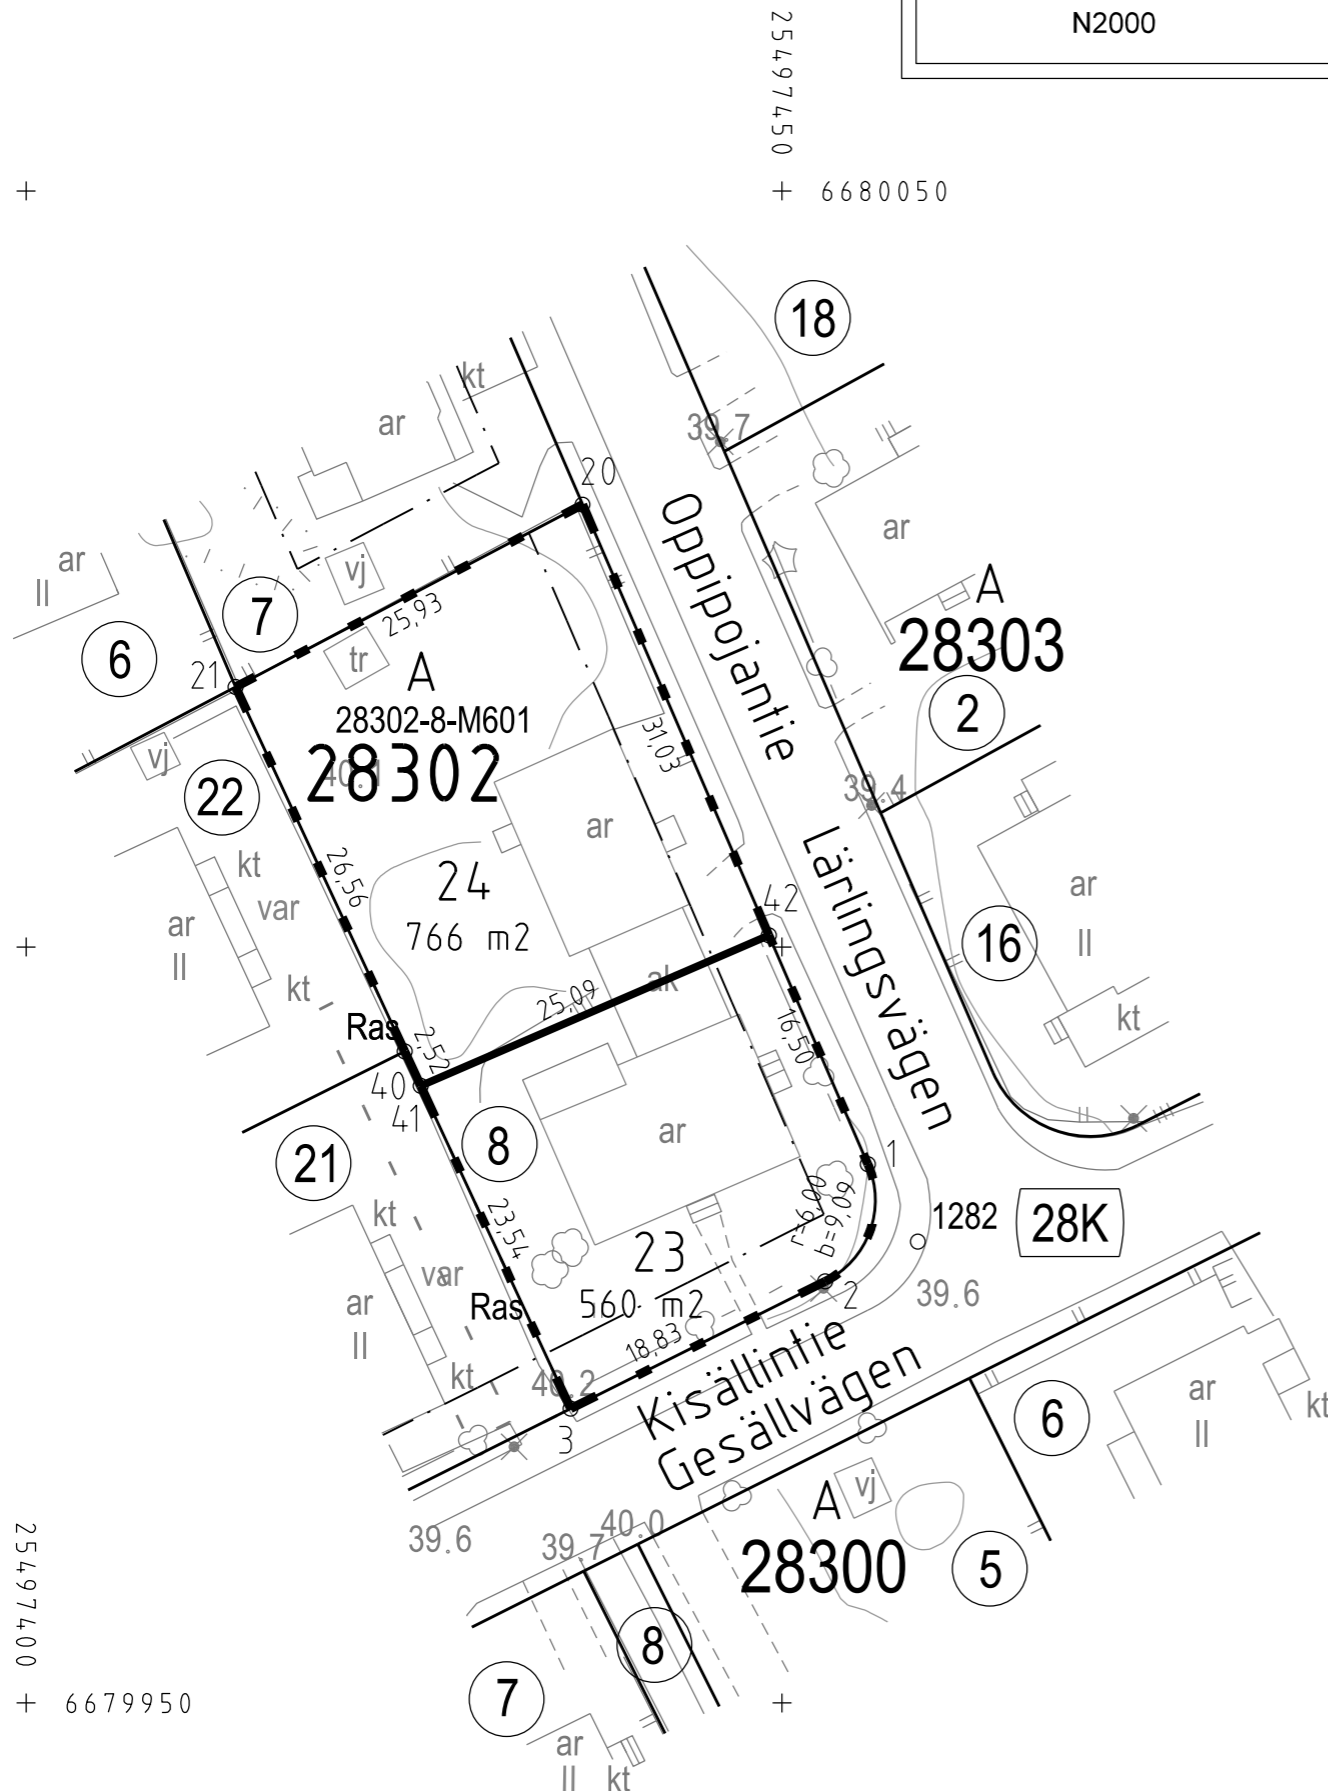 N2000
25497450
6680050
18
kt
ar
39.7
20
Oppipojantie
ar
ar
II
vj
7
25,93
A
28303
6
21
tr
A
28302-8-M601
28302
2
31,03
vj
22
39.4
ar
Lärlingsvägen
26,56
kt
24
var
ar
II
766 m2
42
ar
II
16
kt
25,09
ak
kt
Ras
2,52
16,50
40
41
8
ar
1
21
r=6,00
b=9,09
1282
28K
kt
23,54
23
var
ar
II
Ras
560 m2
2
39.6
18,83
kt
40.2
Kisällintie
Gesällvägen
3
ar
II
kt
6
A
vj
28300
39.6
39.7
40.0
5
25497400
8
7
6679950
ar
II
kt